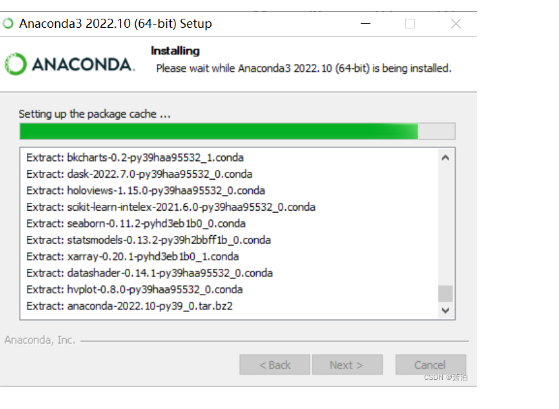 Anaconda3 2022.10 (64-bit) Setup
Installing
ANACONDA.
Please wait while Anaconda3 2022.10 (64-bit) is being installed.
Setting up the package cache ...
Extract: bkcharts-0.2-py39haa95532_1.conda
Extract: dask-2022.7.0-py39haa95532_0.conda
Extract: holoviews-1.15.0-py39haa95532_0.conda
Extract: scikit-learn-intelex-2021.6.0-py39haa95532_0.conda
Extract: seaborn-0.11.2-pyhd3eb1b0_0.conda
Extract: statsmodels-0.13.2-py39h2bbff1b_0.conda
Extract: xarray-0.20.1-pyhd3eb1b0_1.conda
Extract: datashader-0.14.1-py39haa95532_0.conda
Extract: hvplot-0.8.0-py39haa95532_0.conda
Extract: anaconda-2022.10-py39_0.tar.bz2
Anaconda, Inc.
< Back
Next >
Cancel
CSDN